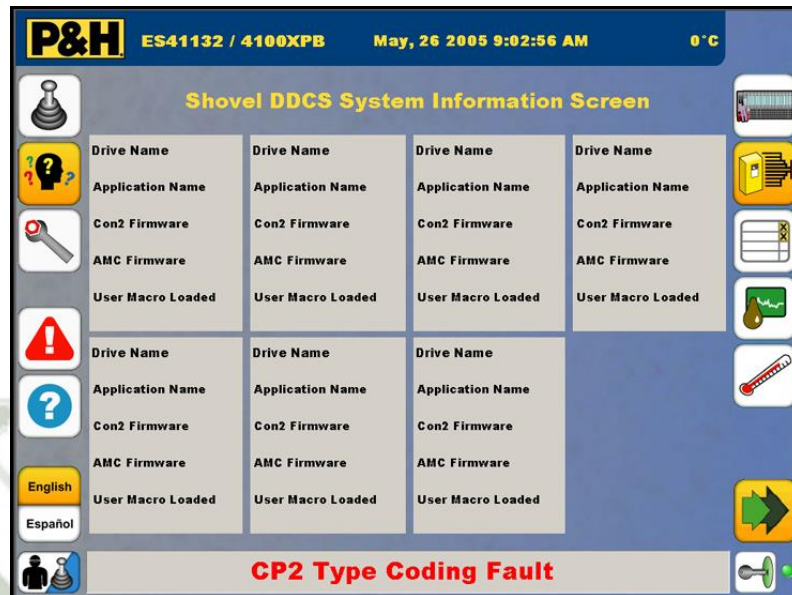 P&H ES41132 / 4100XPB May, 26 2005 9:02:56 AM 0°C
Shovel DDCS System Information Screen
Drive Name Drive Name Drive Name Drive Name
Application Name Application Name Application Name Application Name
Con2 Firmware Con2 Firmware Con2 Firmware Con2 Firmware
AMC Firmware AMC Firmware AMC Firmware AMC Firmware
User Macro Loaded User Macro Loaded User Macro Loaded User Macro Loaded
Drive Name Drive Name Drive Name
Application Name Application Name Application Name
Con2 Firmware Con2 Firmware Con2 Firmware
AMC Firmware AMC Firmware AMC Firmware
User Macro Loaded User Macro Loaded User Macro Loaded
English
Español
CP2 Type Coding Fault